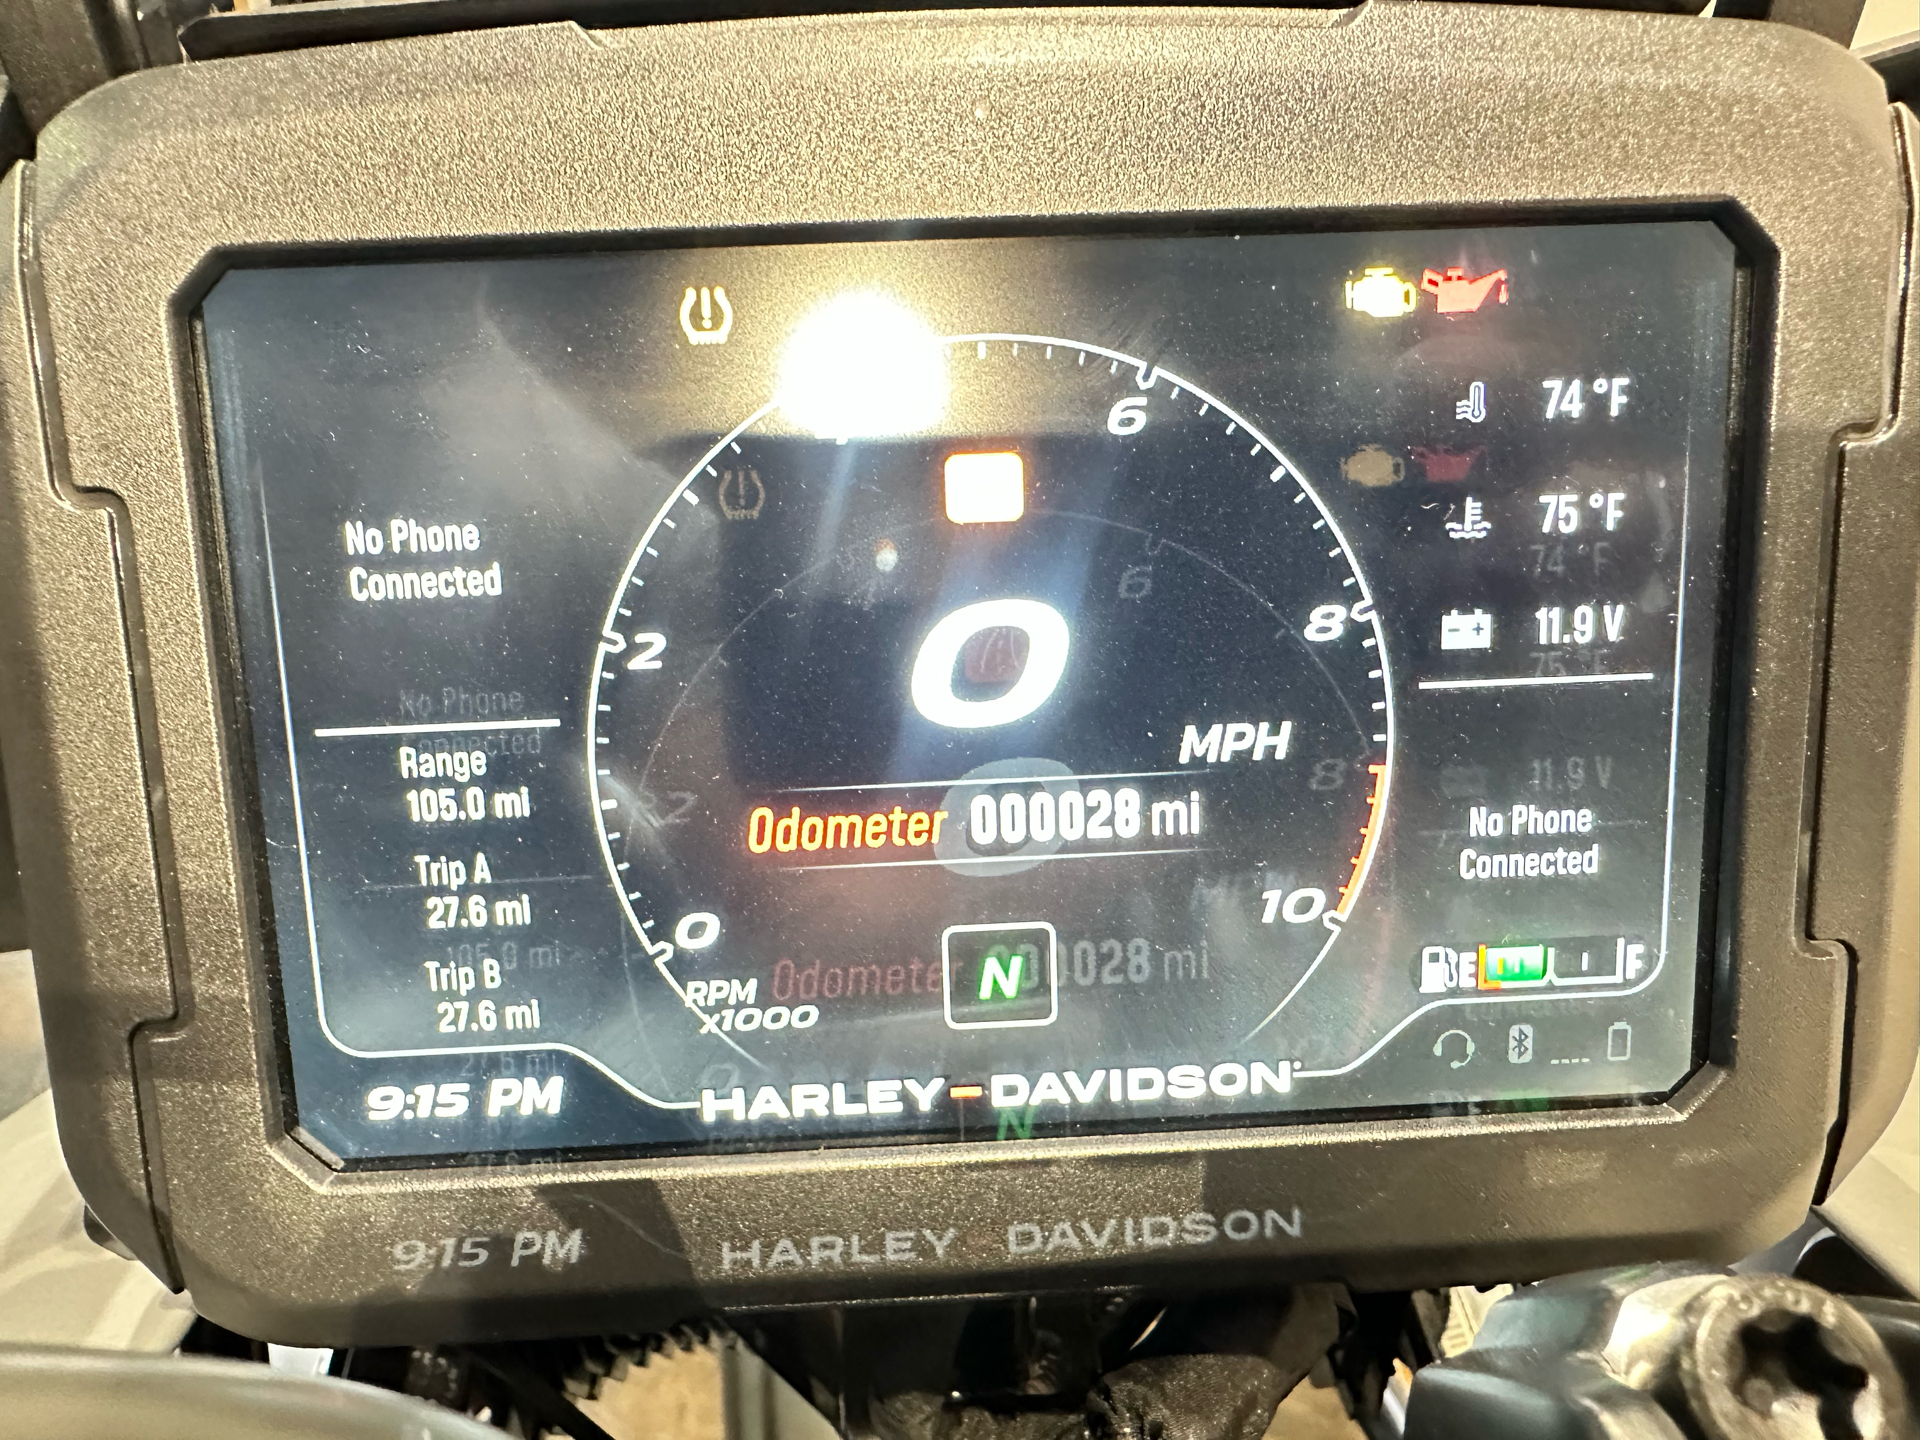 6
No Phone
Connected
74 °F
75 °F
11.9 V
2
8
0
MPH
Range
105.0 mi
Odometer 000028 mi
Trip A
27.6 mi
No Phone
Connected
0
10
Trip B
27.6 mi
RPM
x1000
N
E F
9:15 PM
HARLEY-DAVIDSON
9:15 PM
HARLEY DAVIDSON